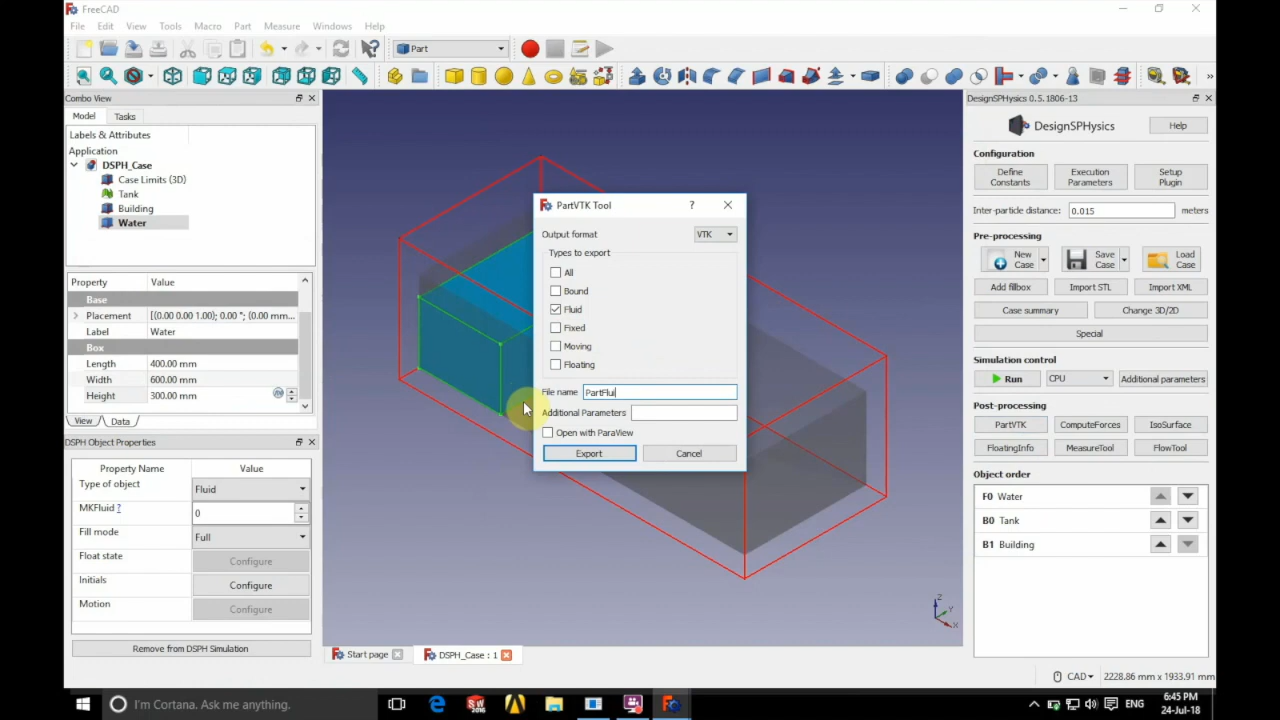 FreeCAD
File Edit View Tools Macro Part Measure Windows Help
Part
Combo View
Model Tasks
Labels & Attributes
Application
DSPH_Case
Case Limits (3D)
Tank
Building
Water
Property Value
Base
Placement [(0.00 0.00 1.00); 0.00 °; (0.00 mm...
Label Water
Box
Length 400.00 mm
Width 600.00 mm
Height 300.00 mm
View Data
DSPH Object Properties
Property Name Value
Type of object Fluid
MKFluid ? 0
Fill mode Full
Float state Configure
Initials Configure
Motion Configure
Remove from DSPH Simulation
PartVTK Tool ?
Output format VTK
Types to export
All
Bound
Fluid
Fixed
Moving
Floating
File name PartFlui
Additional Parameters
Open with ParaView
Export Cancel
Z
Y
X
Start page DSPH_Case : 1
DesignSPHysics 0.5.1806-13
DesignSPHysics Help
Configuration
Define Constants Execution Parameters Setup Plugin
Inter-particle distance: 0.015 meters
Pre-processing
New Case Save Case Load Case
Add fillbox Import STL Import XML
Case summary Change 3D/2D
Special
Simulation control
Run CPU Additional parameters
Post-processing
PartVTK ComputeForces IsoSurface
FloatingInfo MeasureTool FlowTool
Object order
F0 Water
B0 Tank
B1 Building
CAD 2228.86 mm x 1933.91 mm
I'm Cortana. Ask me anything.
ENG
6:45 PM
24-Jul-18